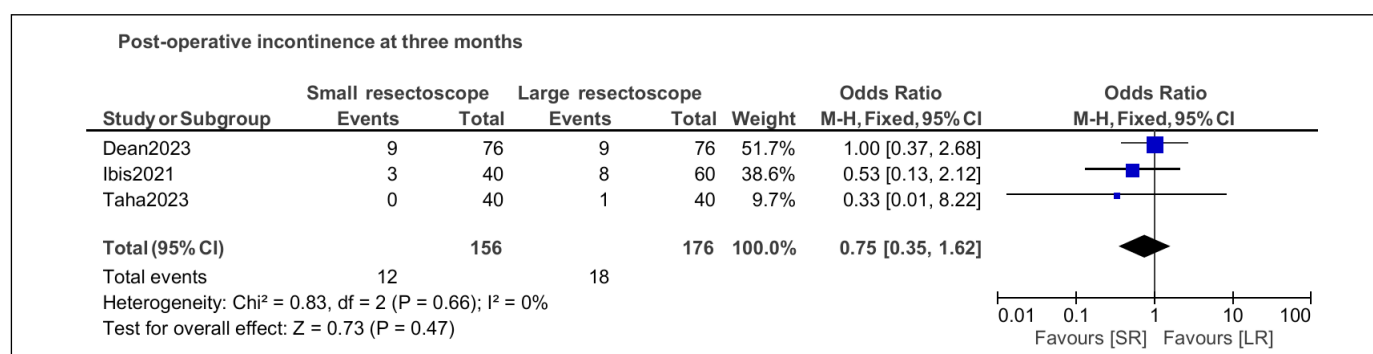 Post-operative incontinence at three months
Small resectoscope Large resectoscope Odds Ratio Odds Ratio
Study or Subgroup Events Total Events Total Weight M-H, Fixed, 95% CI M-H, Fixed, 95% CI
Dean2023 9 76 9 76 51.7% 1.00 [0.37, 2.68]
Ibis2021 3 40 8 60 38.6% 0.53 [0.13, 2.12]
Taha2023 0 40 1 40 9.7% 0.33 [0.01, 8.22]
Total (95% CI) 156 176 100.0% 0.75 [0.35, 1.62]
Total events 12 18
Heterogeneity: Chi² = 0.83, df = 2 (P = 0.66); I² = 0%
Test for overall effect: Z = 0.73 (P = 0.47)
0.01 0.1 1 10 100
Favours [SR] Favours [LR]